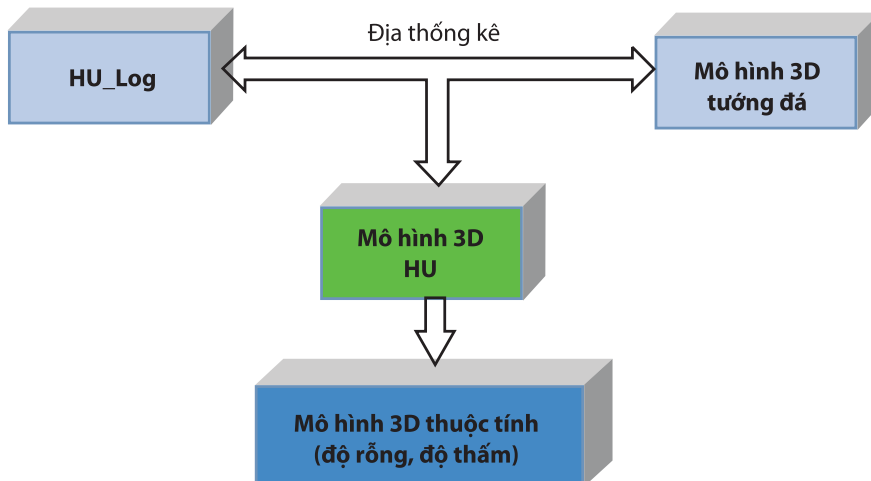 Địa thống kê
HU_Log
Mô hình 3D
tướng đá
Mô hình 3D
HU
Mô hình 3D thuộc tính
(độ rỗng, độ thấm)